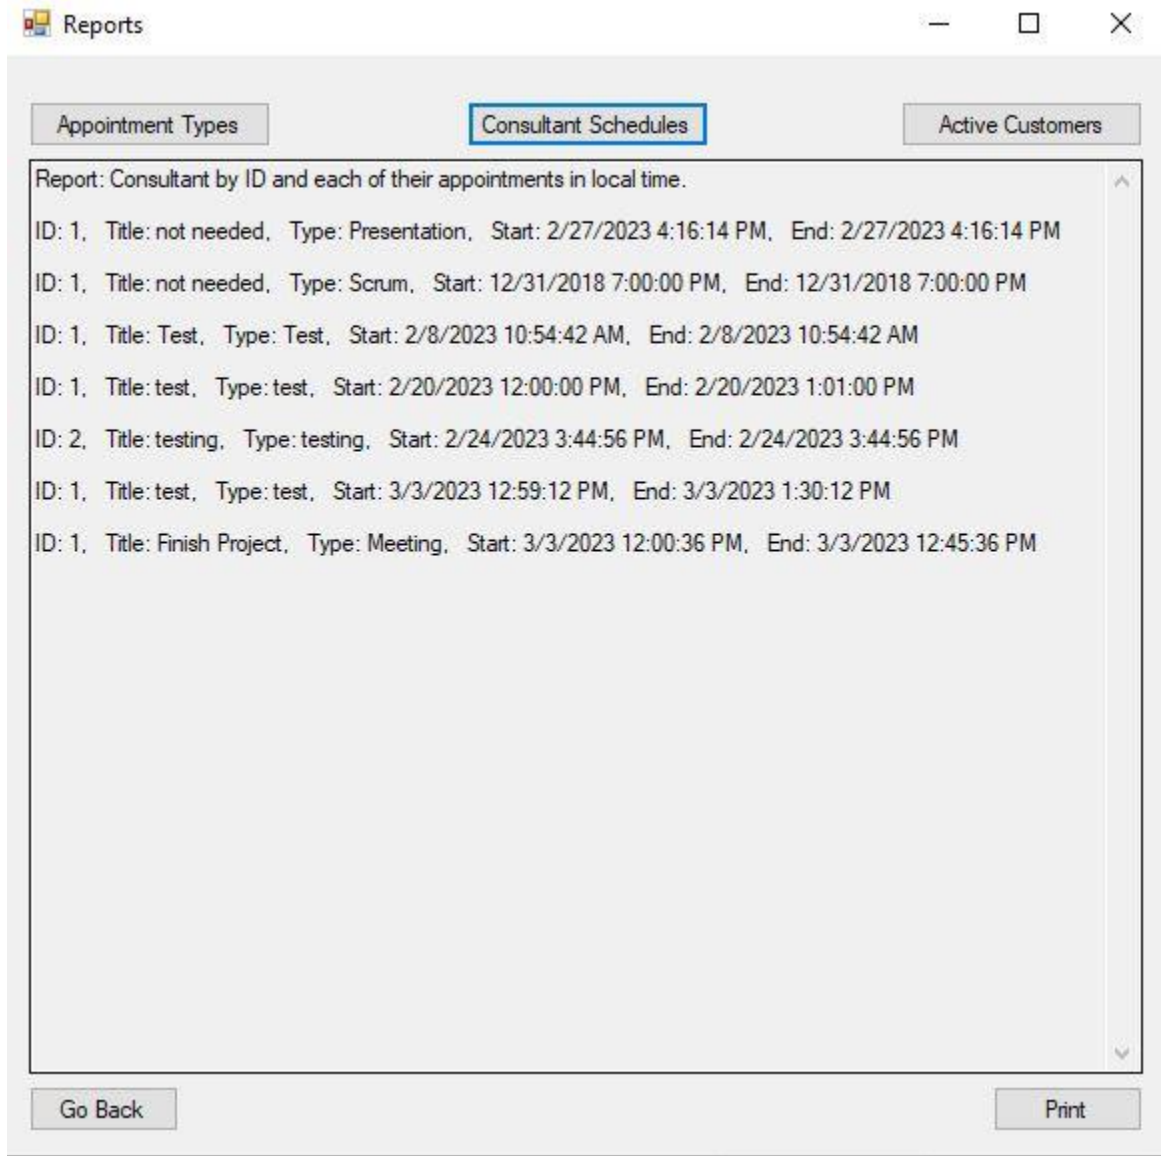 Reports
Appointment Types Consultant Schedules Active Customers
Report: Consultant by ID and each of their appointments in local time.
ID: 1, Title: not needed, Type: Presentation, Start: 2/27/2023 4:16:14 PM, End: 2/27/2023 4:16:14 PM
ID: 1, Title: not needed, Type: Scrum, Start: 12/31/2018 7:00:00 PM, End: 12/31/2018 7:00:00 PM
ID: 1, Title: Test, Type: Test, Start: 2/8/2023 10:54:42 AM, End: 2/8/2023 10:54:42 AM
ID: 1, Title: test, Type: test, Start: 2/20/2023 12:00:00 PM, End: 2/20/2023 1:01:00 PM
ID: 2, Title: testing, Type: testing, Start: 2/24/2023 3:44:56 PM, End: 2/24/2023 3:44:56 PM
ID: 1, Title: test, Type: test, Start: 3/3/2023 12:59:12 PM, End: 3/3/2023 1:30:12 PM
ID: 1, Title: Finish Project, Type: Meeting, Start: 3/3/2023 12:00:36 PM, End: 3/3/2023 12:45:36 PM
Go Back Print